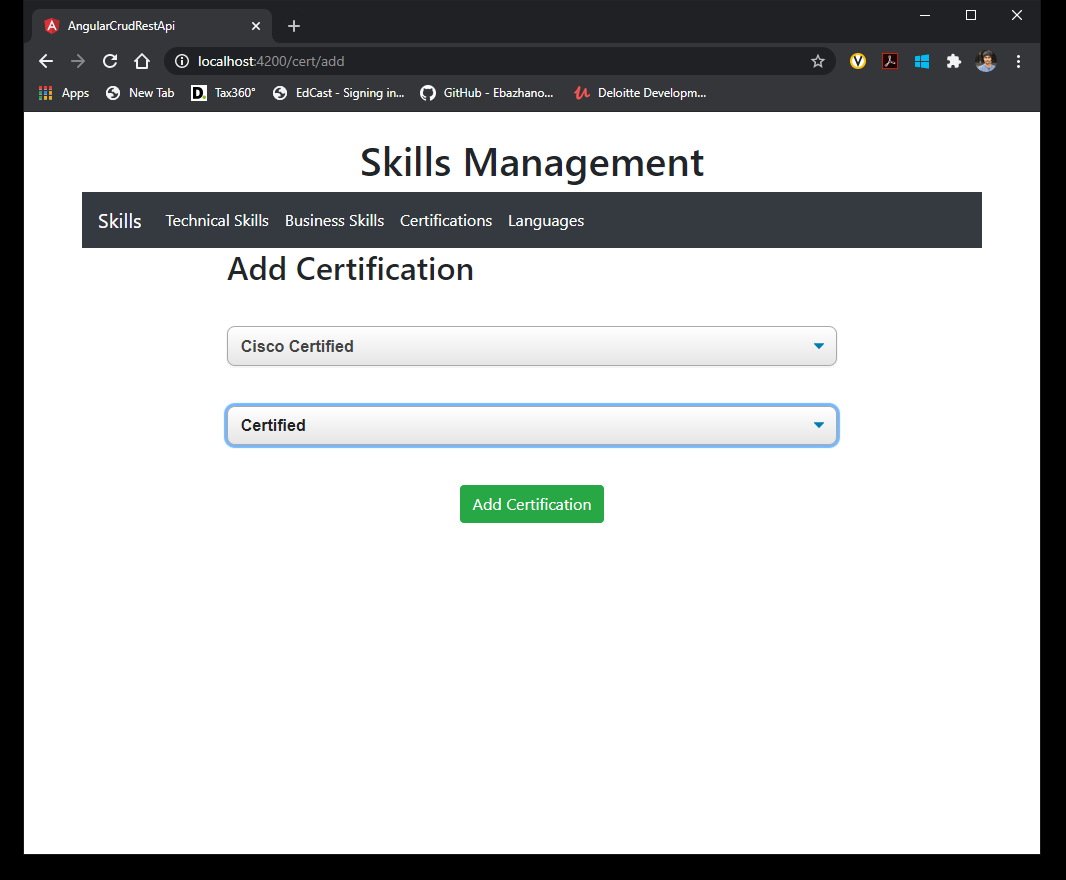 AngularCrudRestApi
localhost:4200/cert/add
Apps New Tab D. Tax360° EdCast - Signing in... GitHub - Ebazhano... Deloitte Developm...
Skills Management
Skills Technical Skills Business Skills Certifications Languages
Add Certification
Cisco Certified
Certified
Add Certification